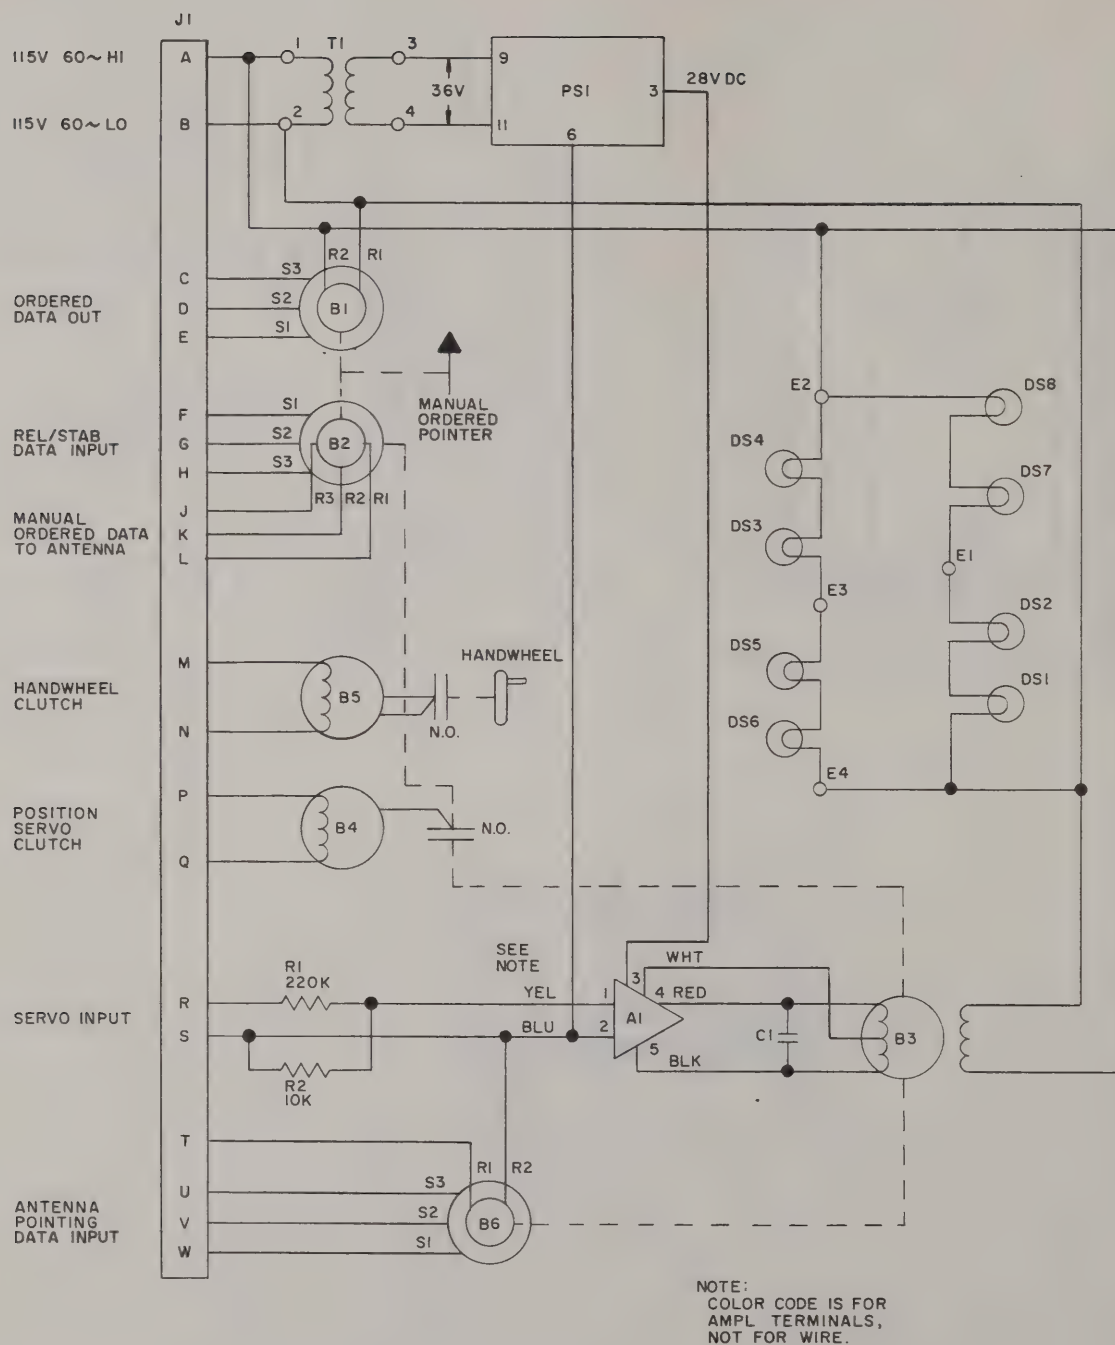 J1
115V 60~HI
A
1
T1
3
9
PS1
3
28V DC
36V
115V 60~LO
B
2
4
11
6
R2
R1
ORDERED
DATA OUT
C
S3
D
S2
B1
E
S1
MANUAL
ORDERED
POINTER
REL/STAB
DATA INPUT
F
S1
G
S2
B2
H
S3
R3
R2
R1
MANUAL
ORDERED DATA
TO ANTENNA
J
K
L
E2
DS8
DS4
DS7
DS3
E1
E3
DS2
DS5
DS1
DS6
E4
HANDWHEEL
CLUTCH
M
B5
HANDWHEEL
N
N.O.
POSITION
SERVO
CLUTCH
P
B4
N.O.
Q
SEE
NOTE
WHT
SERVO INPUT
R
R1
220K
YEL
1
3
4
RED
A1
S
BLU
2
5
BLK
C1
B3
R2
10K
ANTENNA
POINTING
DATA INPUT
T
R1
R2
U
S3
V
S2
B6
W
S1
NOTE:
COLOR CODE IS FOR
AMPL TERMINALS,
NOT FOR WIRE.